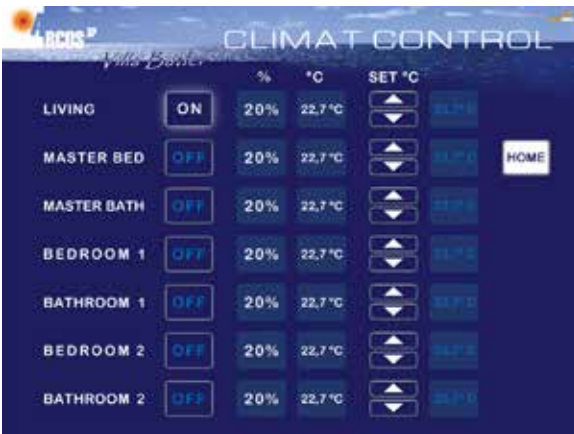 ARCOS SP CLIMAT CONTROL
% °C SET °C
LIVING ON 20% 22,7 °C
MASTER BED OFF 20% 22,7 °C HOME
MASTER BATH OFF 20% 22,7 °C
BEDROOM 1 OFF 20% 22,7 °C
BATHROOM 1 OFF 20% 22,7 °C
BEDROOM 2 OFF 20% 22,7 °C
BATHROOM 2 OFF 20% 22,7 °C